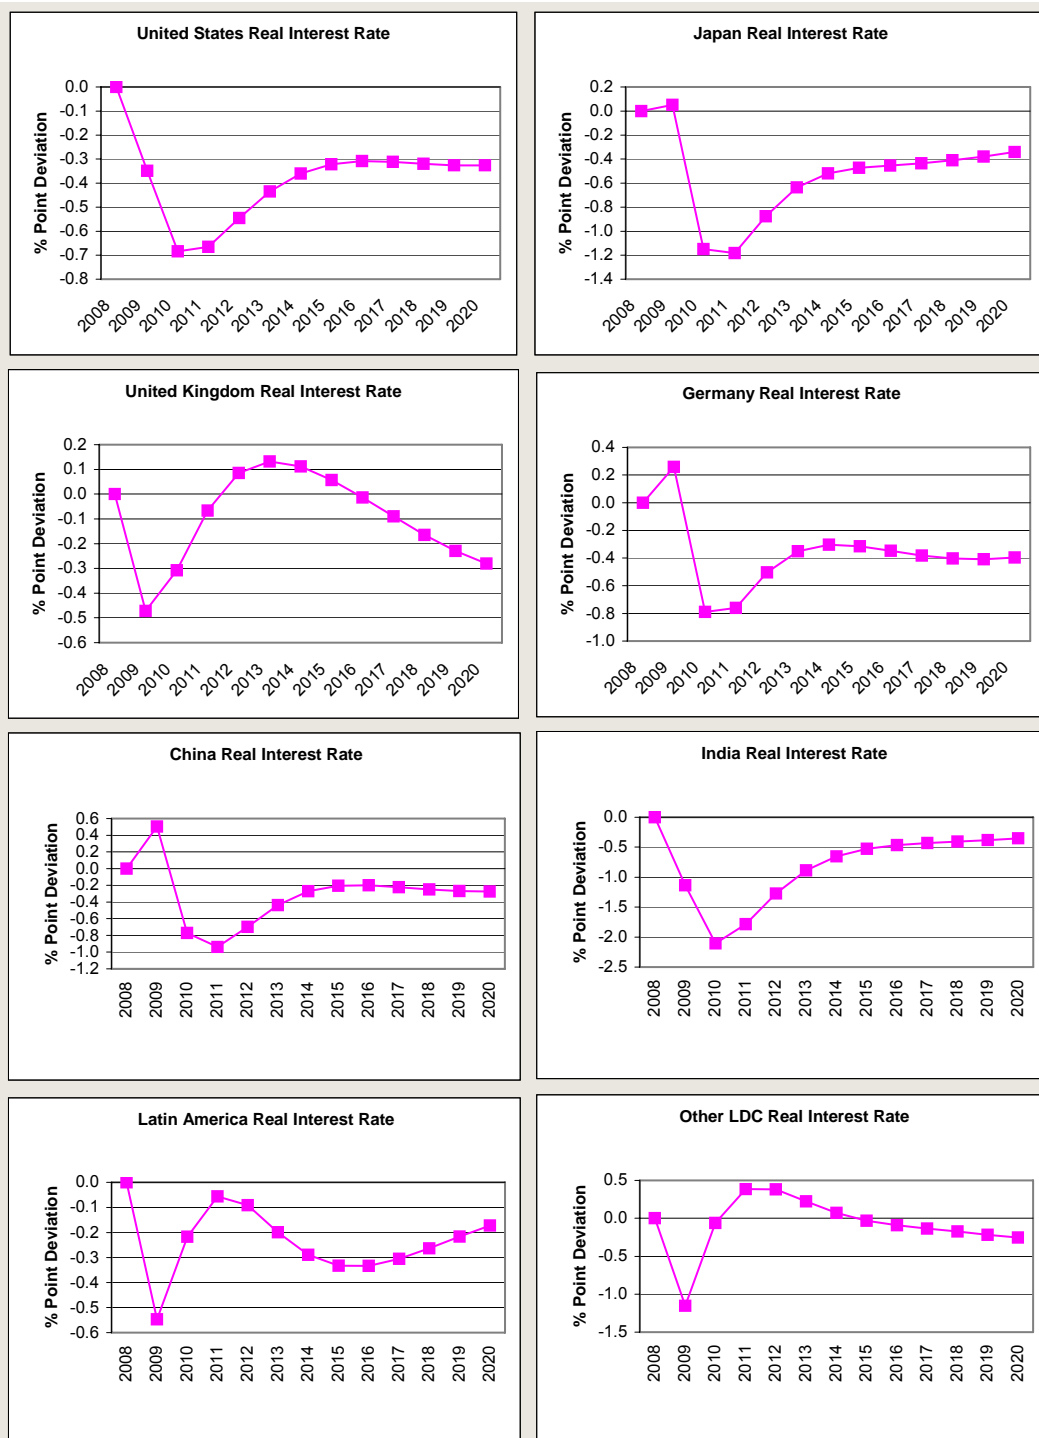 United States Real Interest Rate
% Point Deviation
0.0
-0.1
-0.2
-0.3
-0.4
-0.5
-0.6
-0.7
-0.8
2008 2009 2010 2011 2012 2013 2014 2015 2016 2017 2018 2019 2020
Japan Real Interest Rate
% Point Deviation
0.2
0.0
-0.2
-0.4
-0.6
-0.8
-1.0
-1.2
-1.4
2008 2009 2010 2011 2012 2013 2014 2015 2016 2017 2018 2019 2020
United Kingdom Real Interest Rate
% Point Deviation
0.2
0.1
0.0
-0.1
-0.2
-0.3
-0.4
-0.5
-0.6
2008 2009 2010 2011 2012 2013 2014 2015 2016 2017 2018 2019 2020
Germany Real Interest Rate
% Point Deviation
0.4
0.2
0.0
-0.2
-0.4
-0.6
-0.8
-1.0
2008 2009 2010 2011 2012 2013 2014 2015 2016 2017 2018 2019 2020
China Real Interest Rate
% Point Deviation
0.6
0.4
0.2
0.0
-0.2
-0.4
-0.6
-0.8
-1.0
-1.2
2008 2009 2010 2011 2012 2013 2014 2015 2016 2017 2018 2019 2020
India Real Interest Rate
% Point Deviation
0.0
-0.5
-1.0
-1.5
-2.0
-2.5
2008 2009 2010 2011 2012 2013 2014 2015 2016 2017 2018 2019 2020
Latin America Real Interest Rate
% Point Deviation
0.0
-0.1
-0.2
-0.3
-0.4
-0.5
-0.6
2008 2009 2010 2011 2012 2013 2014 2015 2016 2017 2018 2019 2020
Other LDC Real Interest Rate
% Point Deviation
0.5
0.0
-0.5
-1.0
-1.5
2008 2009 2010 2011 2012 2013 2014 2015 2016 2017 2018 2019 2020